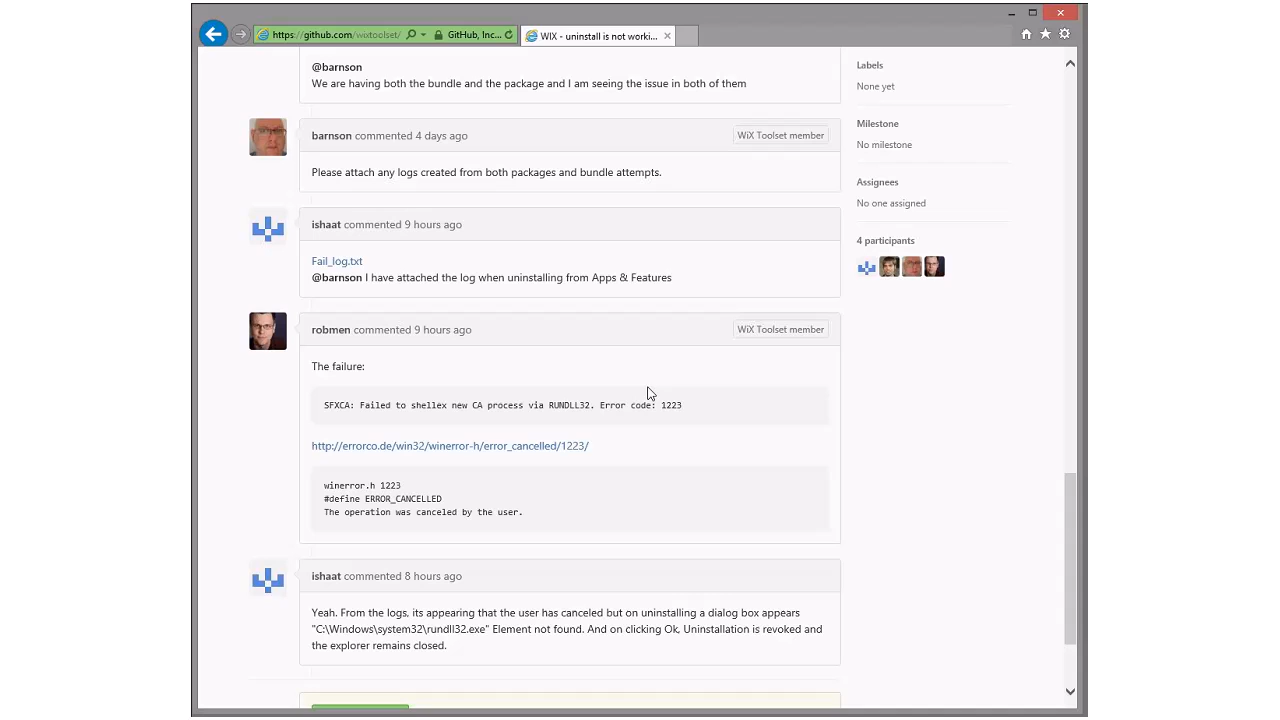 https://github.com/wixtoolset/
GitHub, Inc...
WIX - uninstall is not worki...
@barnson
We are having both the bundle and the package and I am seeing the issue in both of them
Labels
None yet
Milestone
No milestone
Assignees
No one assigned
4 participants
barnson commented 4 days ago
WiX Toolset member
Please attach any logs created from both packages and bundle attempts.
ishaat commented 9 hours ago
Fail_log.txt
@barnson I have attached the log when uninstalling from Apps & Features
robmen commented 9 hours ago
WiX Toolset member
The failure:
SFXCA: Failed to shellex new CA process via RUNDLL32. Error code: 1223
http://errorco.de/win32/winerror-h/error_cancelled/1223/
winerror.h 1223
#define ERROR_CANCELLED
The operation was canceled by the user.
ishaat commented 8 hours ago
Yeah. From the logs, its appearing that the user has canceled but on uninstalling a dialog box appears
"C:\Windows\system32\rundll32.exe" Element not found. And on clicking Ok, Uninstallation is revoked and
the explorer remains closed.